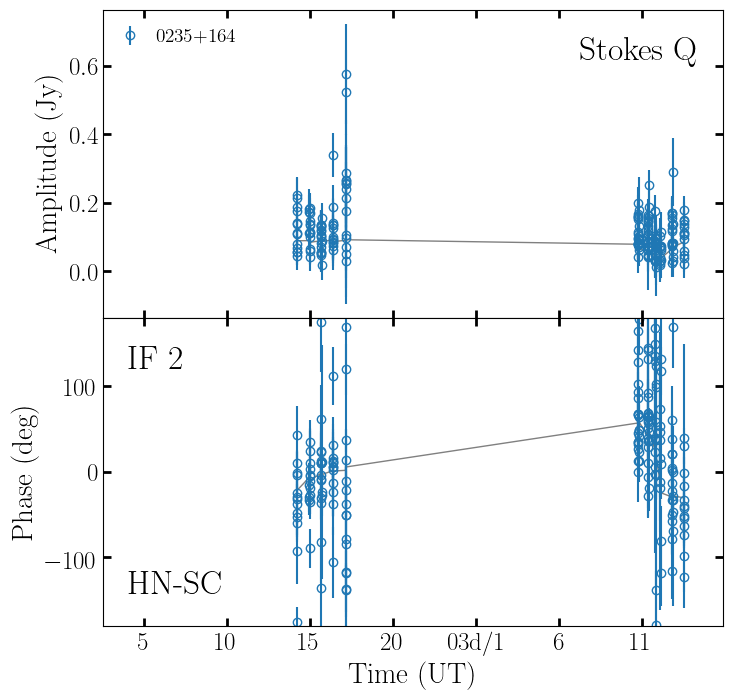 0235+164
Stokes Q
Amplitude (Jy)
0.6
0.4
0.2
0.0
IF 2
Phase (deg)
100
0
−100
HN-SC
5 10 15 20 03d/1 6 11
Time (UT)